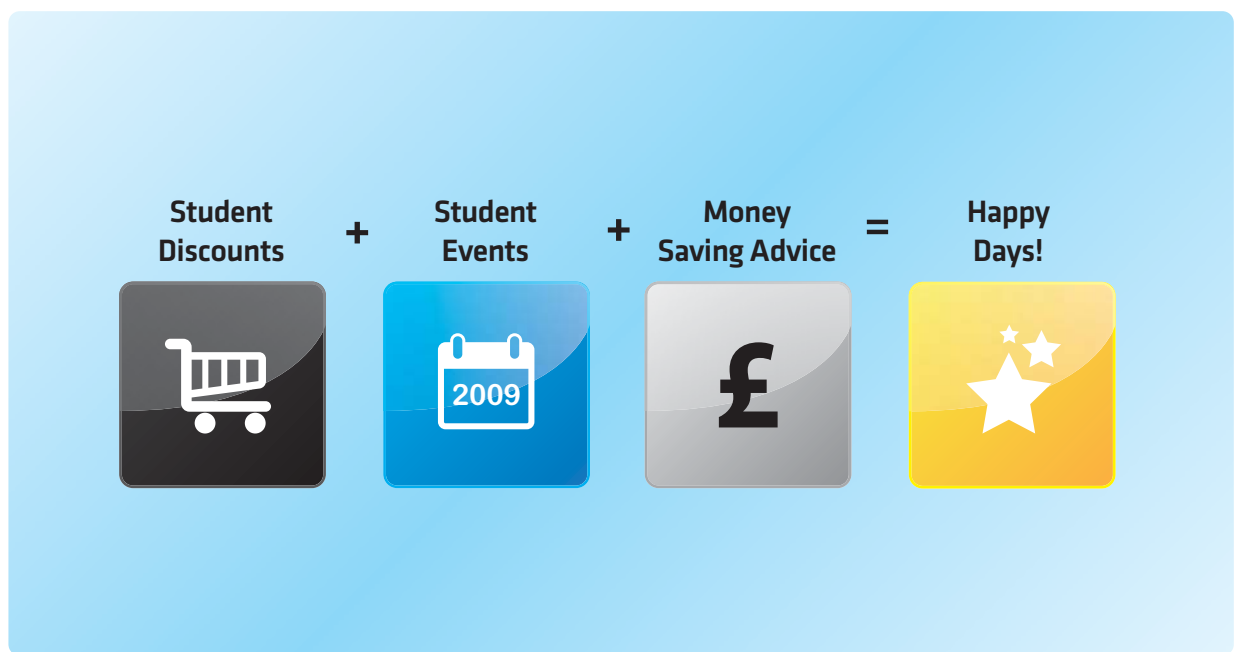 Student
Discounts
+
Student
Events
+
Money
Saving Advice
=
Happy
Days!
2009
£